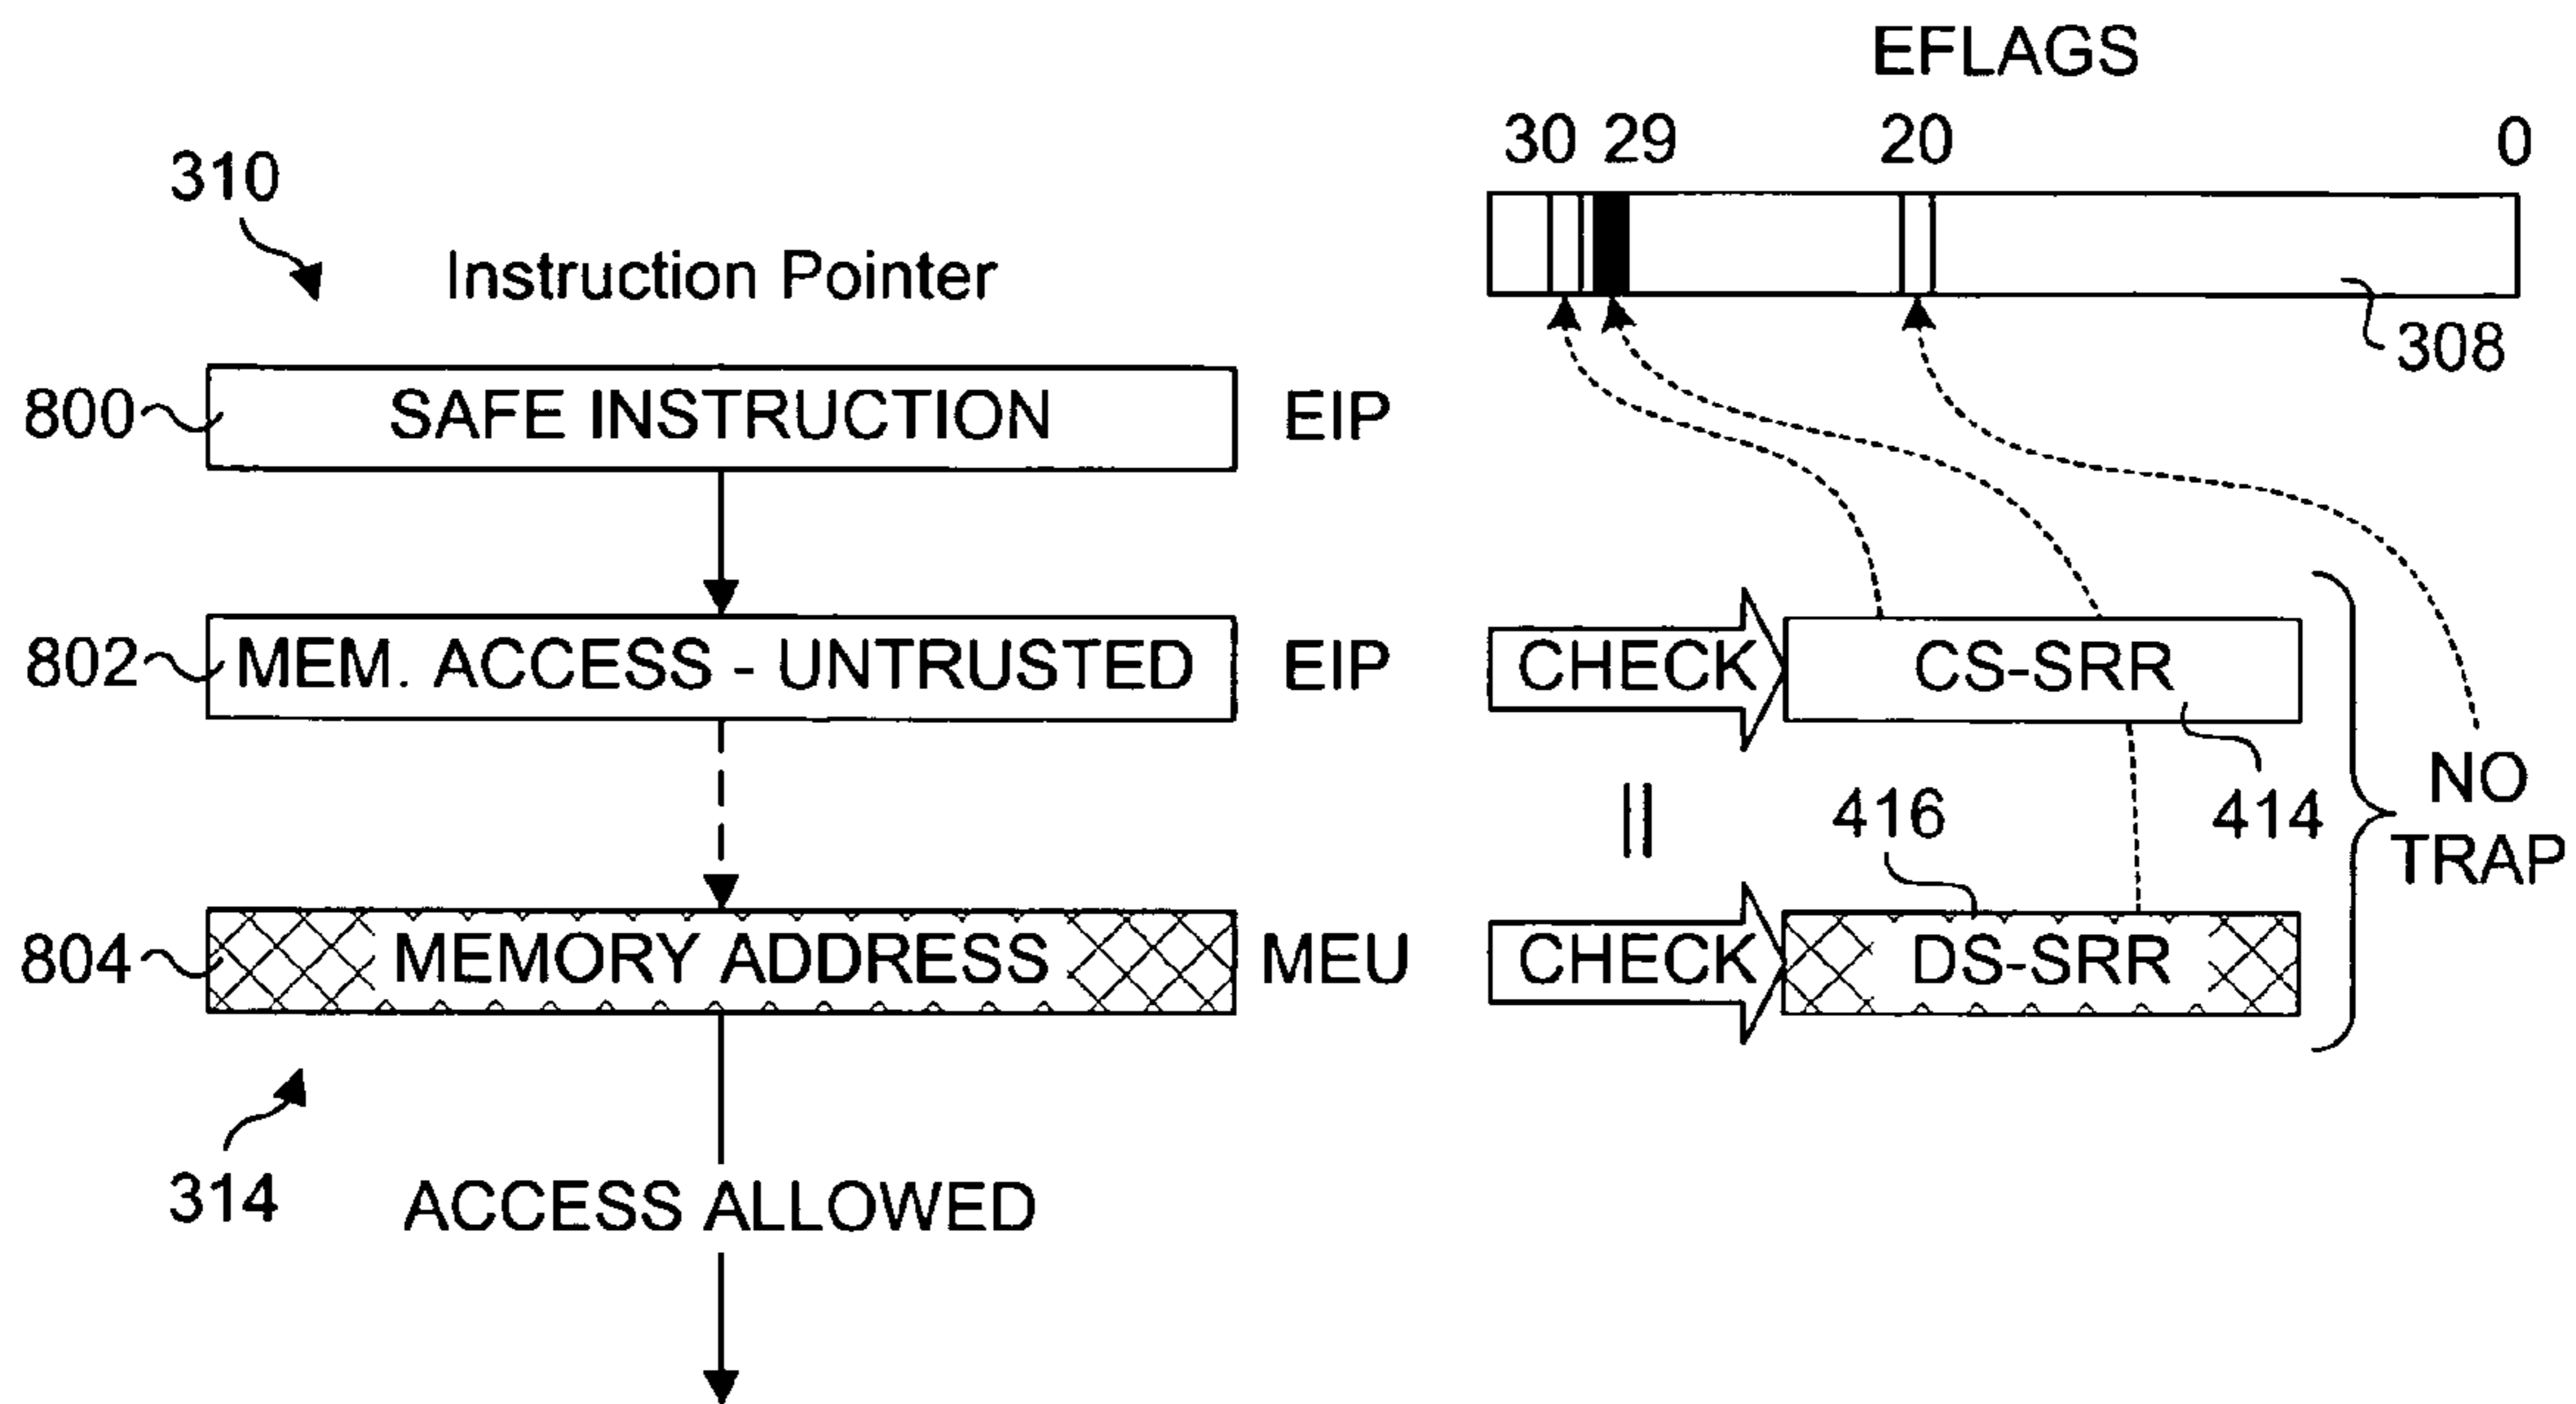 EFLAGS
30 29 20 0
310
Instruction Pointer
308
800 SAFE INSTRUCTION EIP
802 MEM. ACCESS - UNTRUSTED EIP CHECK CS-SRR
416 414 NO
TRAP
804 MEMORY ADDRESS MEU CHECK DS-SRR
314 ACCESS ALLOWED